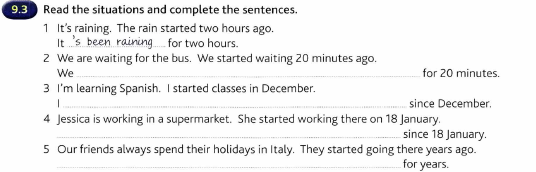 9.3 Read the situations and complete the sentences.
1 It's raining. The rain started two hours ago.
It 's been raining for two hours.
2 We are waiting for the bus. We started waiting 20 minutes ago.
We for 20 minutes.
3 I'm learning Spanish. I started classes in December.
I since December.
4 Jessica is working in a supermarket. She started working there on 18 January.
since 18 January.
5 Our friends always spend their holidays in Italy. They started going there years ago.
for years.